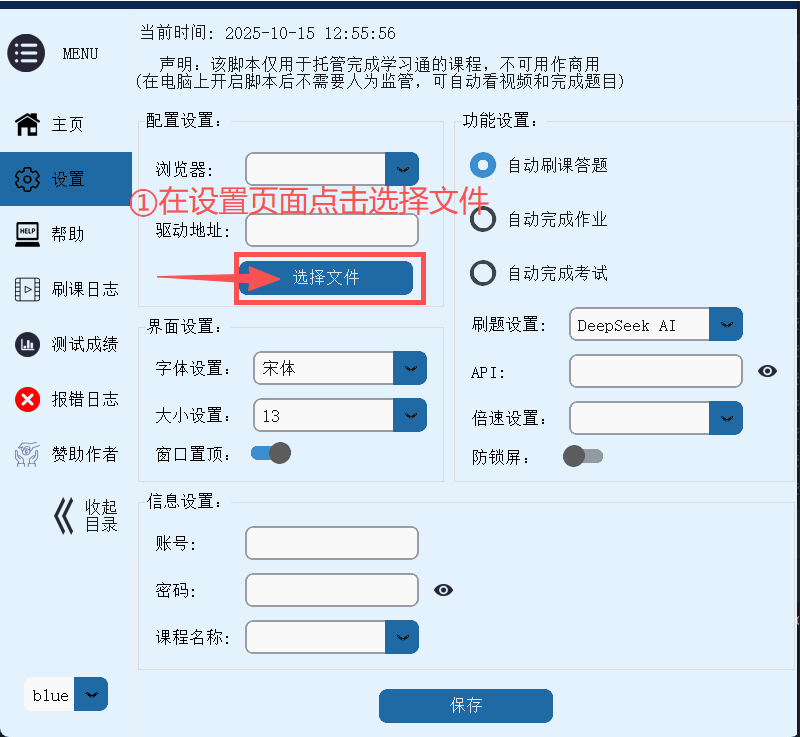 MENU
主页
设置
HELP
帮助
刷课日志
测试成绩
报错日志
赞助作者
收起
目录
blue
当前时间: 2025-10-15 12:55:56
声明: 该脚本仅用于托管完成学习通的课程, 不可用作商用
(在电脑上开启脚本后不需要人为监管, 可自动看视频和完成题目)
配置设置:
浏览器:
①在设置页面点击选择文件
驱动地址:
选择文件
界面设置:
字体设置: 宋体
大小设置: 13
窗口置顶:
功能设置:
自动刷课答题
自动完成作业
自动完成考试
刷题设置: DeepSeek AI
API:
倍速设置:
防锁屏:
信息设置:
账号:
密码:
课程名称:
保存